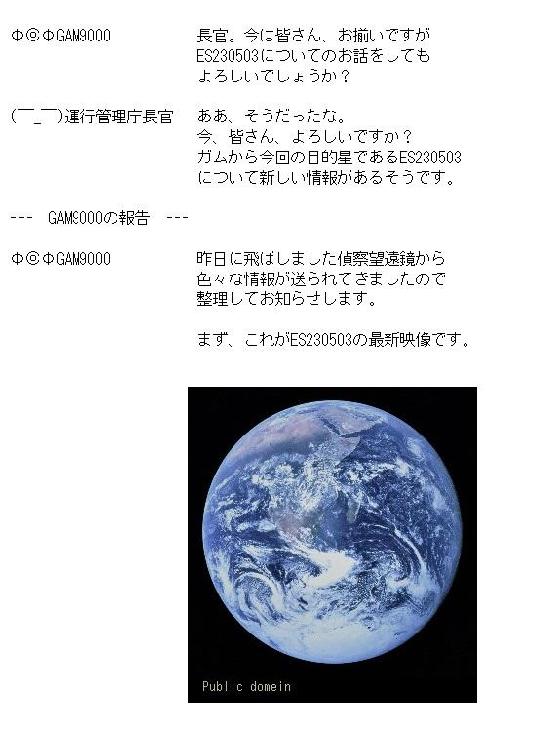 Φ@ΦGAM9000 長官。今は皆さん、お揃いですが
ES230503についてのお話をしても
よろしいでしょうか？
(￣_￣)運行管理庁長官 ああ、そうだったな。
今、皆さん、よろしいですか？
ガムから今回の目的星であるES230503
について新しい情報があるそうです。
--- GAM9000の報告 ---
Φ@ΦGAM9000 昨日に飛ばしました偵察望遠鏡から
色々な情報が送られてきましたので
整理してお知らせします。
まず、これがES230503の最新映像です。
Publ c domein